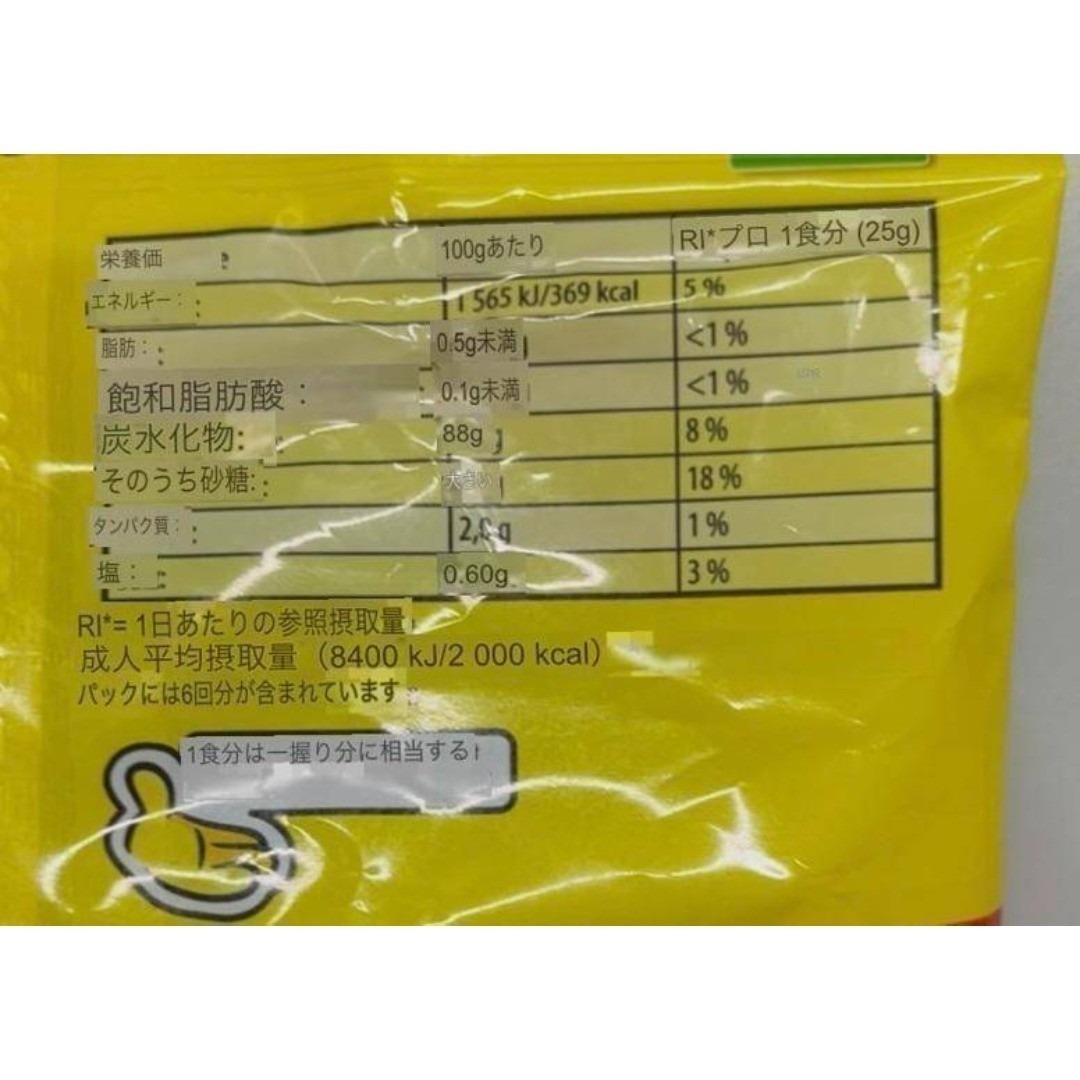 栄養価 100gあたり RI*プロ 1食分 (25g)
エネルギー: 1 565 kJ/369 kcal 5 %
脂肪: 0.5g未満 <1 %
飽和脂肪酸: 0.1g未満 <1 %
炭水化物: 88g 8 %
そのうち砂糖: 大きい 18 %
タンパク質: 2,0 g 1 %
塩: 0.60g 3 %
RI*= 1日あたりの参照摂取量
成人平均摂取量（8400 kJ/2 000 kcal）
パックには6回分が含まれています
1食分は一握り分に相当する